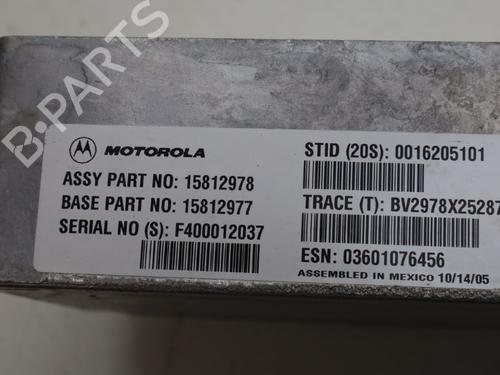 B-PARTS
MOTOROLA
ASSY PART NO: 15812978
BASE PART NO: 15812977
SERIAL NO (S): F400012037
STID (20S): 0016205101
TRACE (T): BV2978X25287
ESN: 03601076456
ASSEMBLED IN MEXICO 10/14/05